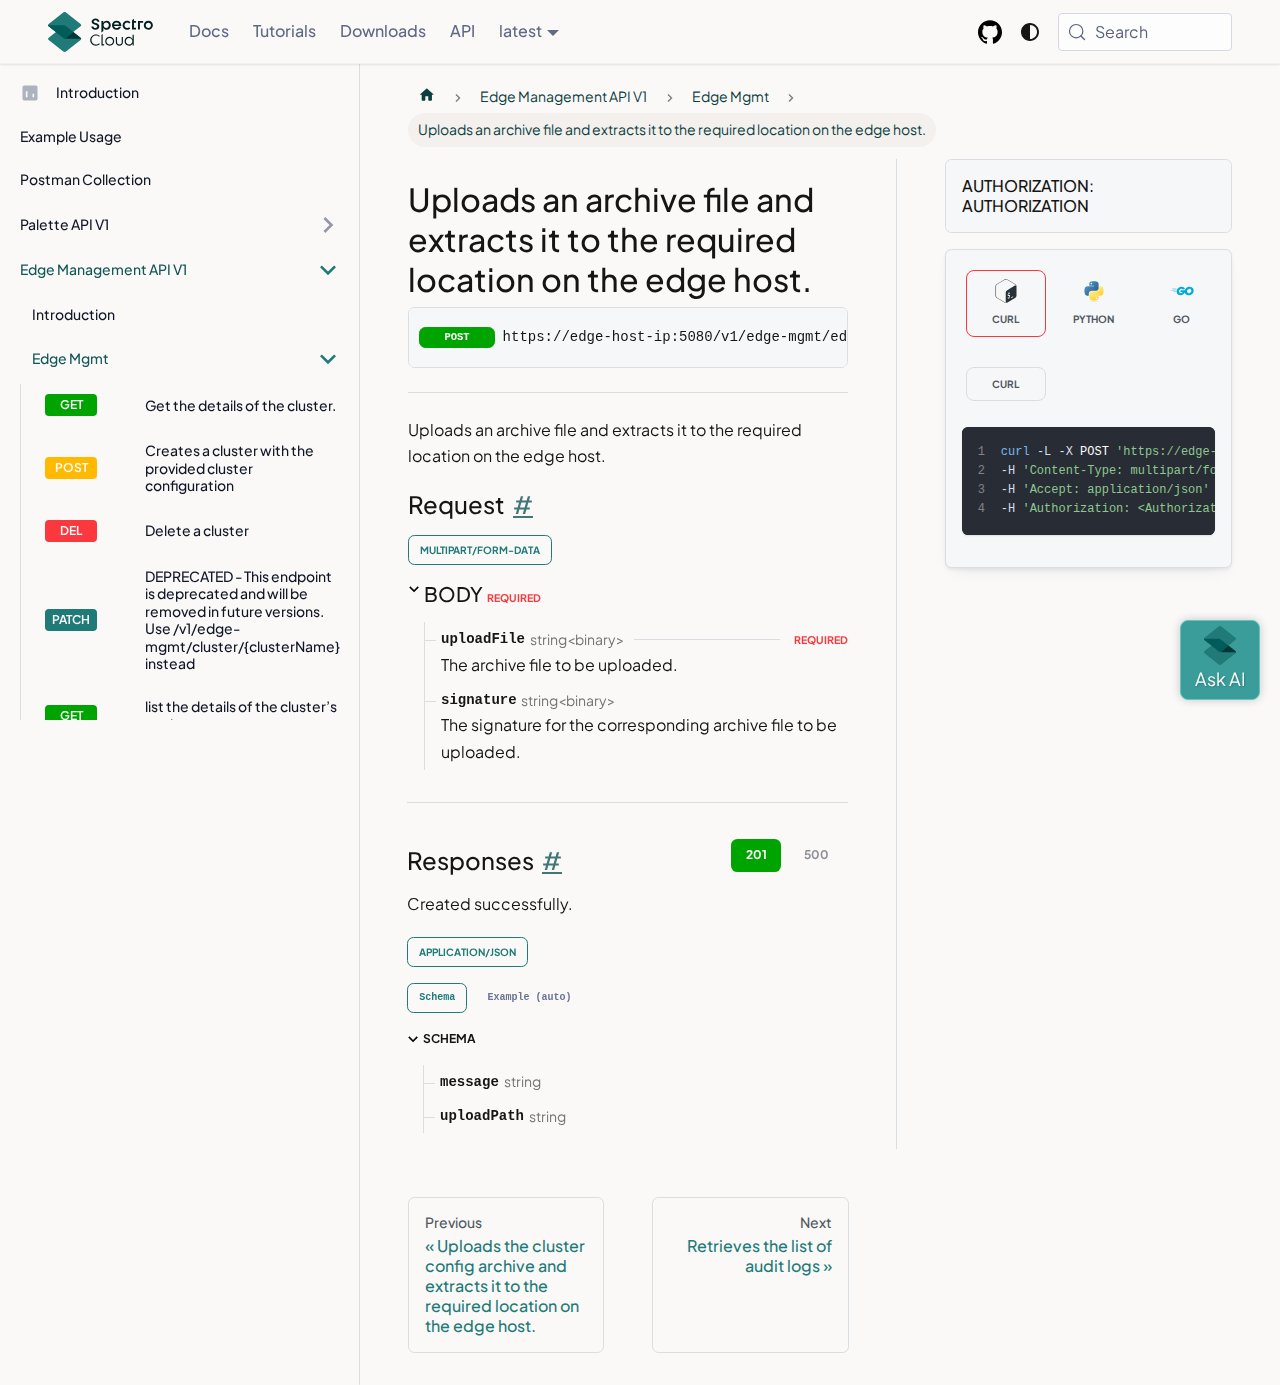 Spectro Cloud
Docs
Tutorials
Downloads
API
latest
Search
Introduction
Example Usage
Postman Collection
Palette API V1
Edge Management API V1
Introduction
Edge Mgmt
GET
Get the details of the cluster.
POST
Creates a cluster with the
provided cluster
configuration
DEL
Delete a cluster
PATCH
DEPRECATED - This endpoint
is deprecated and will be
removed in future versions.
Use /v1/edge-
mgmt/cluster/{clusterName}
instead
GET
list the details of the cluster's
Edge Management API V1
Edge Mgmt
Uploads an archive file and extracts it to the required location on the edge host.
Uploads an archive file and
extracts it to the required
location on the edge host.
POST
https://edge-host-ip:5080/v1/edge-mgmt/ed
Uploads an archive file and extracts it to the required
location on the edge host.
Request #
MULTIPART/FORM-DATA
BODY REQUIRED
uploadFile string<binary> REQUIRED
The archive file to be uploaded.
signature string<binary>
The signature for the corresponding archive file to be
uploaded.
Responses #
201
500
Created successfully.
APPLICATION/JSON
Schema
Example (auto)
SCHEMA
message string
uploadPath string
Previous
« Uploads the cluster
config archive and
extracts it to the
required location on
the edge host.
Next
Retrieves the list of
audit logs »
AUTHORIZATION:
AUTHORIZATION
CURL
PYTHON
GO
CURL
1 curl -L -X POST 'https://edge-
2 -H 'Content-Type: multipart/fo
3 -H 'Accept: application/json'
4 -H 'Authorization: <Authorizat
Ask AI